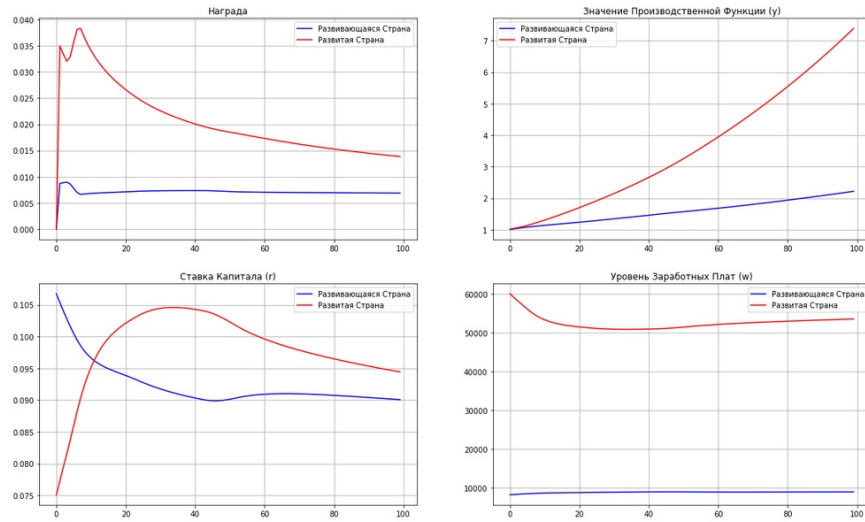 Награда
0.040
0.035
0.030
0.025
0.020
0.015
0.010
0.005
0.000
0 20 40 60 80 100
Развивающаяся Страна
Развитая Страна
Значение Производственной Функции (y)
7
6
5
4
3
2
1
0 20 40 60 80 100
Развивающаяся Страна
Развитая Страна
Ставка Капитала (r)
0.105
0.100
0.095
0.090
0.085
0.080
0.075
0 20 40 60 80 100
Развивающаяся Страна
Развитая Страна
Уровень Заработных Плат (w)
60000
50000
40000
30000
20000
10000
0 20 40 60 80 100
Развивающаяся Страна
Развитая Страна